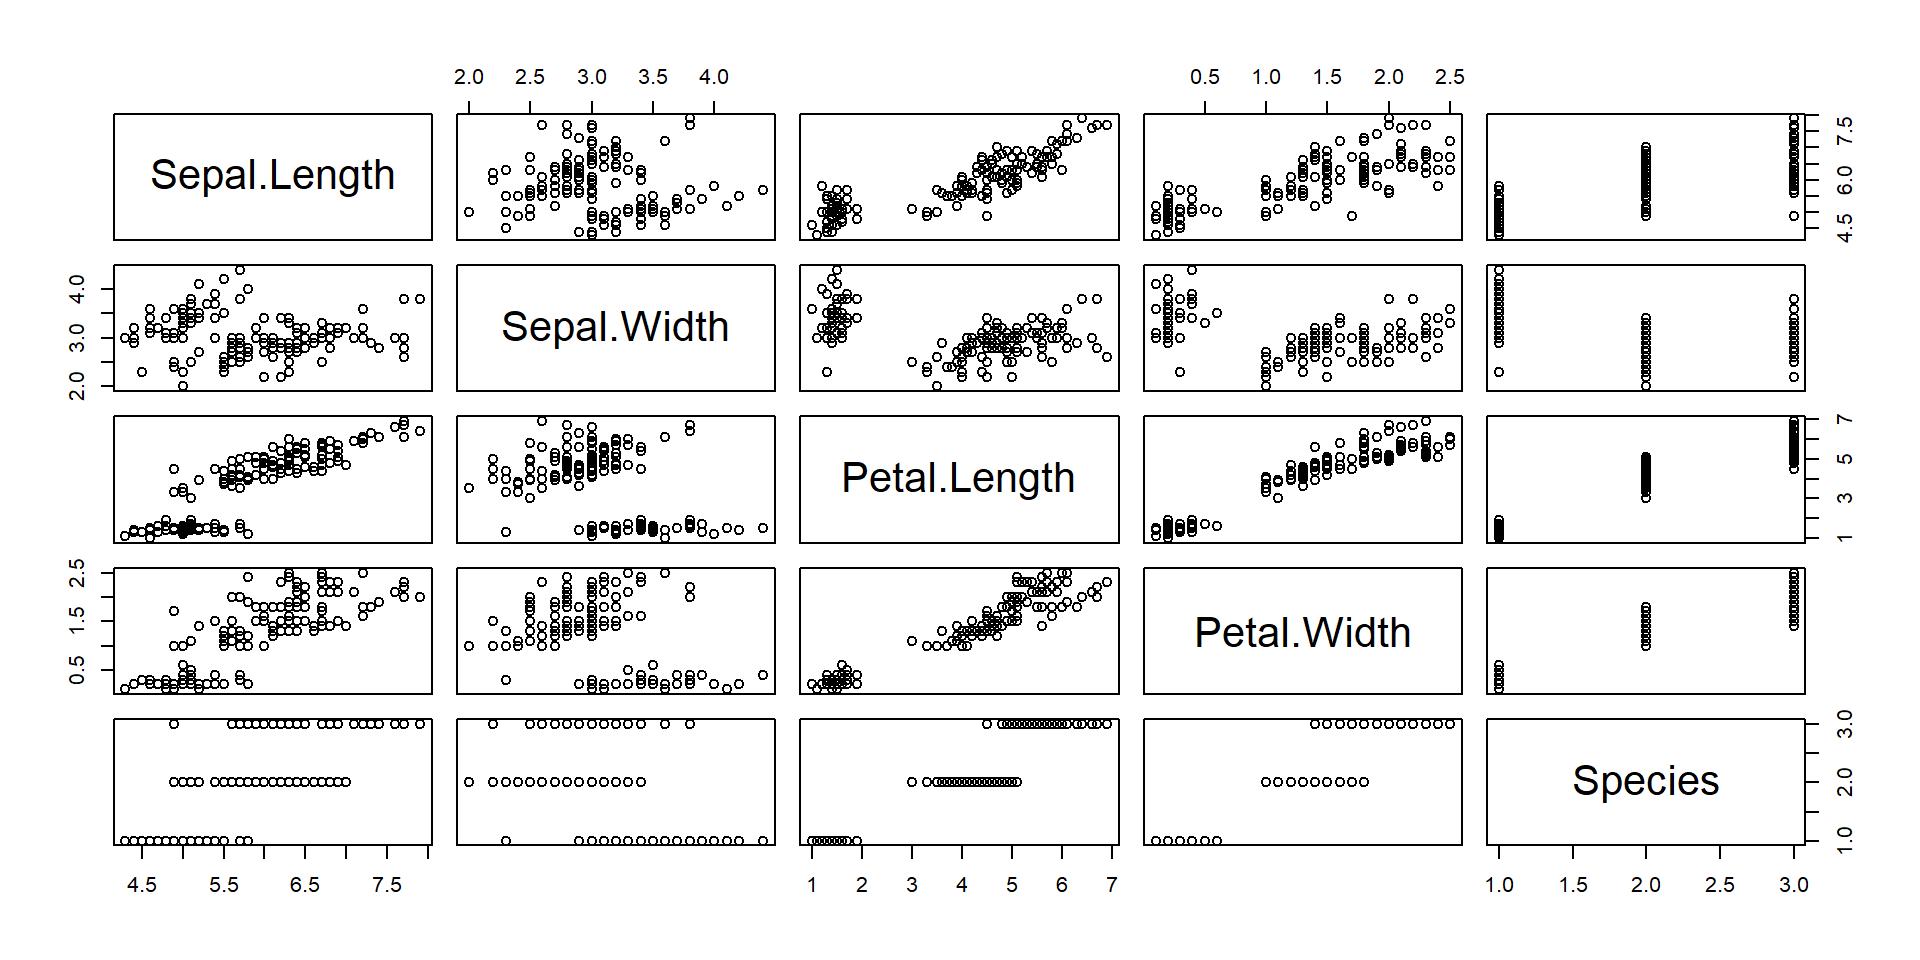 2.0 2.5 3.0 3.5 4.0
0.5 1.0 1.5 2.0 2.5
Sepal.Length
4.5 6.0 7.5
2.0 3.0 4.0
Sepal.Width
Petal.Length
1 3 5 7
0.5 1.5 2.5
Petal.Width
Species
1.0 2.0 3.0
4.5 5.5 6.5 7.5
1 2 3 4 5 6 7
1.0 1.5 2.0 2.5 3.0